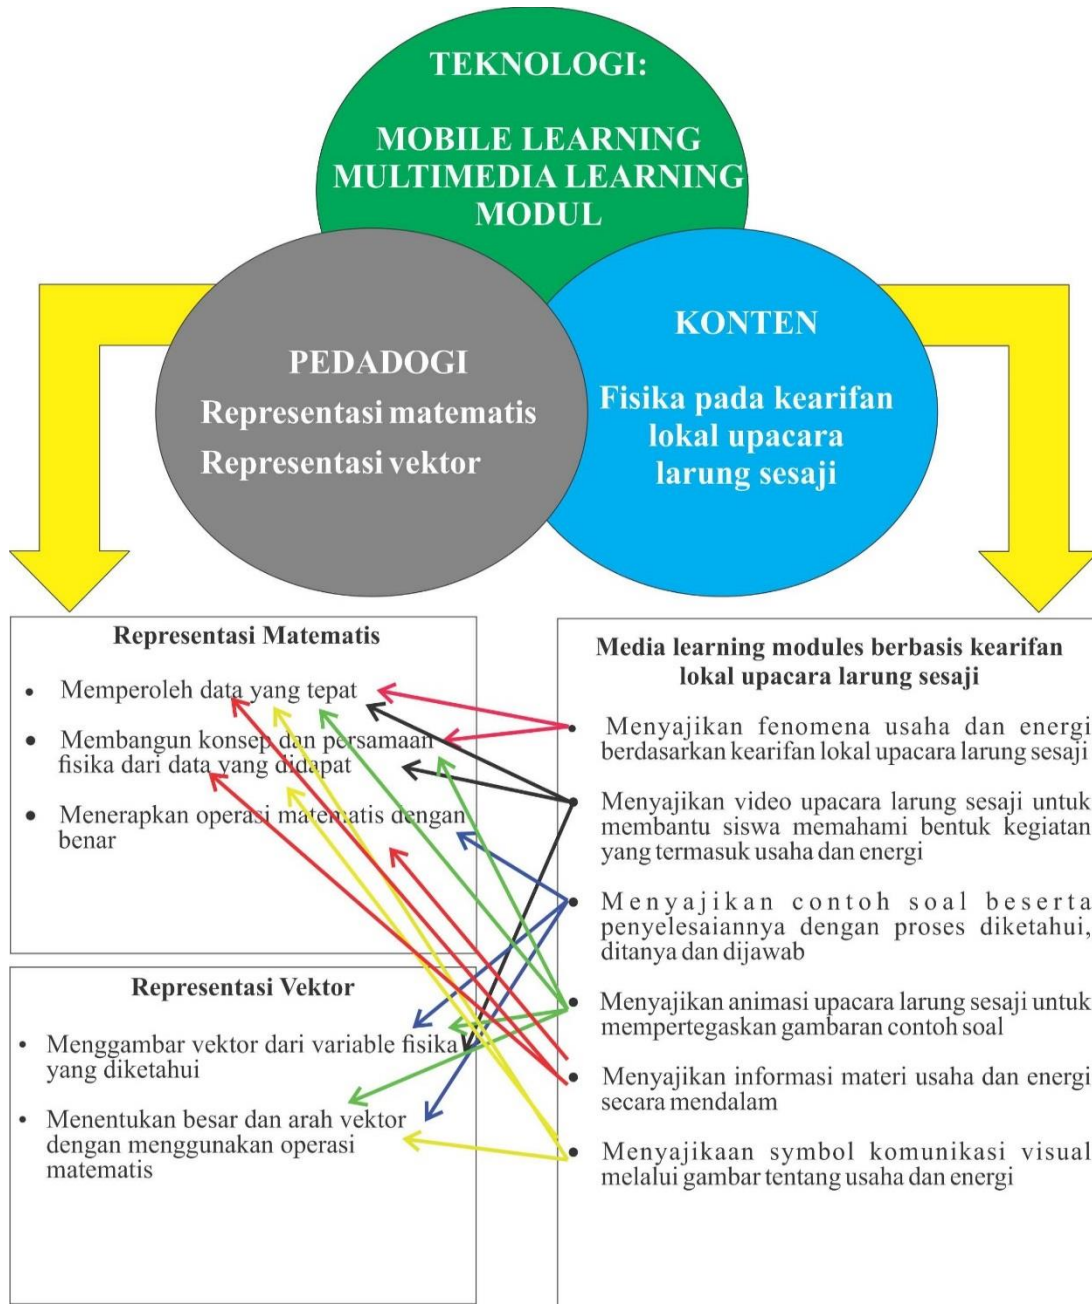 TEKNOLOGI:
MOBILE LEARNING
MULTIMEDIA LEARNING
MODUL
PEDADOGI
Representasi matematis
Representasi vektor
KONTEN
Fisika pada kearifan
lokal upacara
larung sesaji
Representasi Matematis
• Memperoleh data yang tepat
• Membangun konsep dan persamaan
fisika dari data yang didapat
• Menerapkan operasi matematis dengan
benar
Representasi Vektor
• Menggambar vektor dari variable fisika
yang diketahui
• Menentukan besar dan arah vektor
dengan menggunakan operasi
matematis
Media learning modules berbasis kearifan
lokal upacara larung sesaji
• Menyajikan fenomena usaha dan energi
berdasarkan kearifan lokal upacara larung sesaji
• Menyajikan video upacara larung sesaji untuk
membantu siswa memahami bentuk kegiatan
yang termasuk usaha dan energi
• Menyajikan contoh soal beserta
penyelesaiannya dengan proses diketahui,
ditanya dan dijawab
• Menyajikan animasi upacara larung sesaji untuk
mempertegaskan gambaran contoh soal
• Menyajikan informasi materi usaha dan energi
secara mendalam
• Menyajikaan symbol komunikasi visual
melalui gambar tentang usaha dan energi